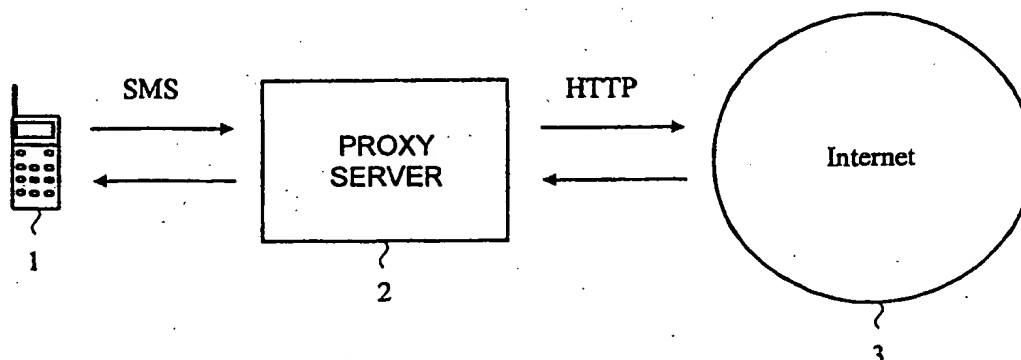 SMS
HTTP
PROXY
SERVER
Internet
1
2
3